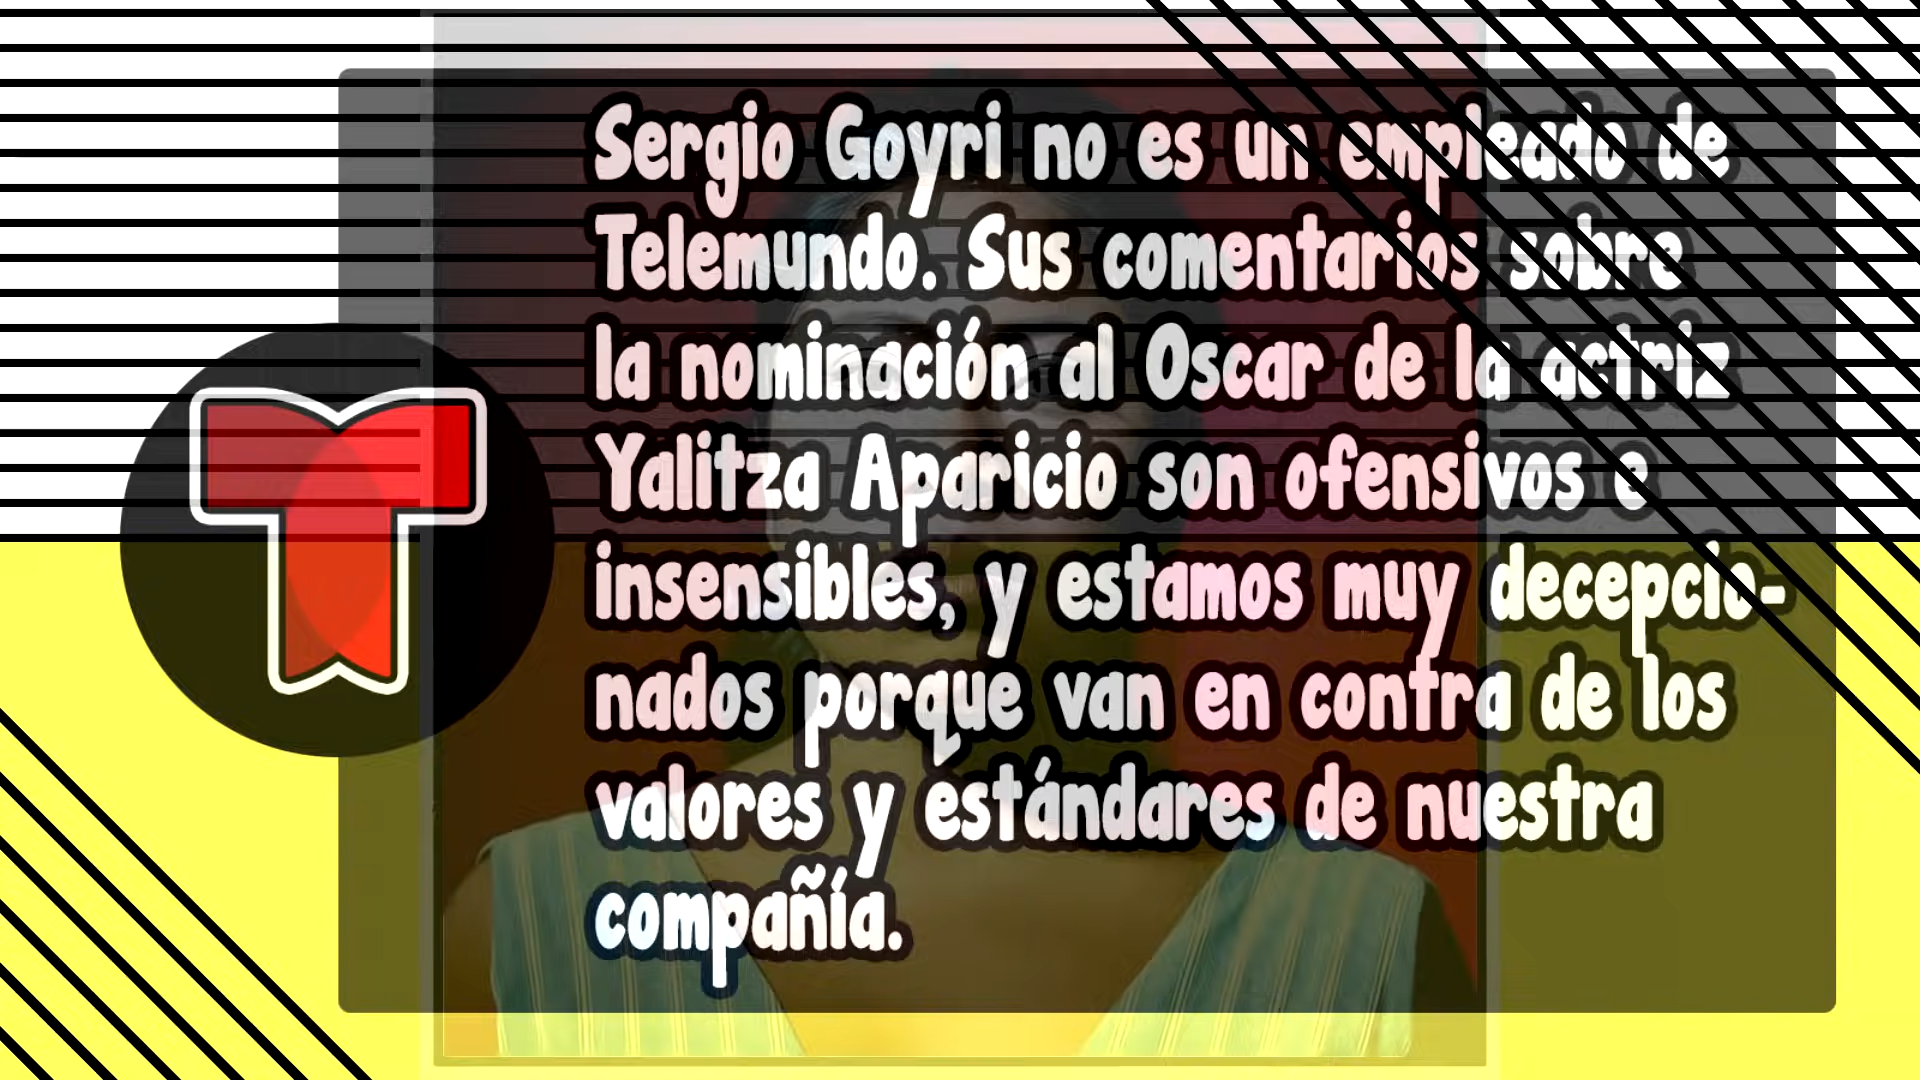 Sergio Goyri no es un empleado de
Telemundo. Sus comentarios sobre
la nominación al Oscar de la actriz
Yalitza Aparicio son ofensivos e
insensibles, y estamos muy decepcio-
nados porque van en contra de los
valores y estándares de nuestra
compañía.